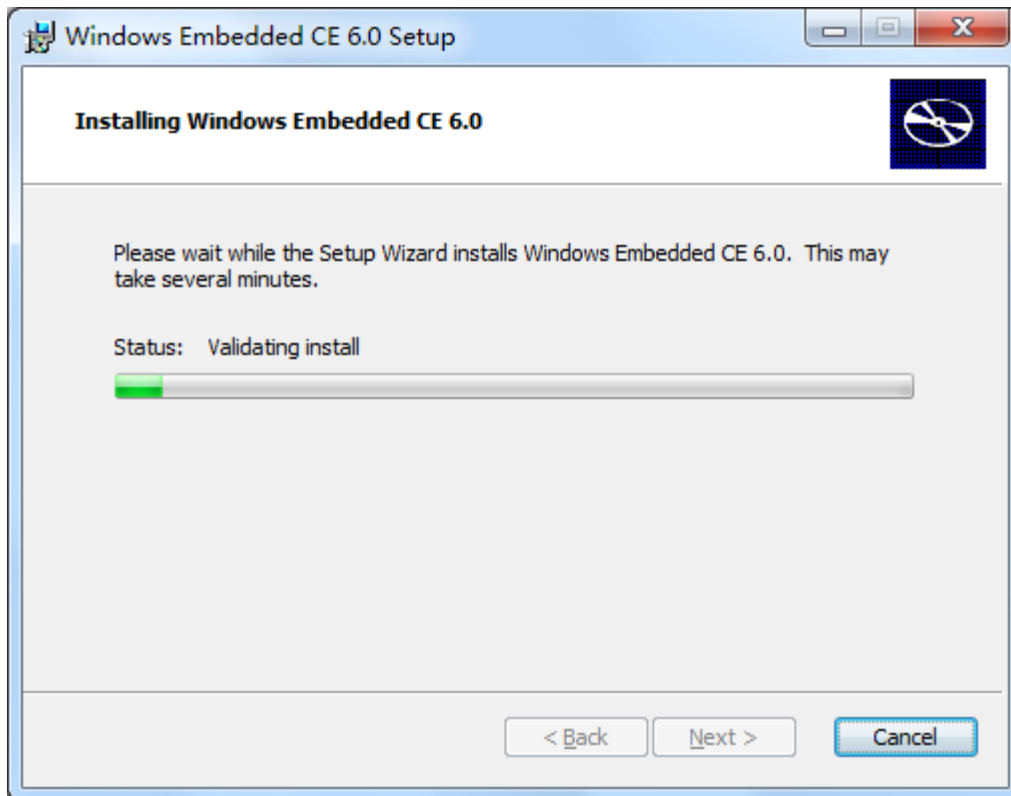 Windows Embedded CE 6.0 Setup
Installing Windows Embedded CE 6.0
Please wait while the Setup Wizard installs Windows Embedded CE 6.0.  This may
take several minutes.
Status: Validating install
< Back Next > Cancel